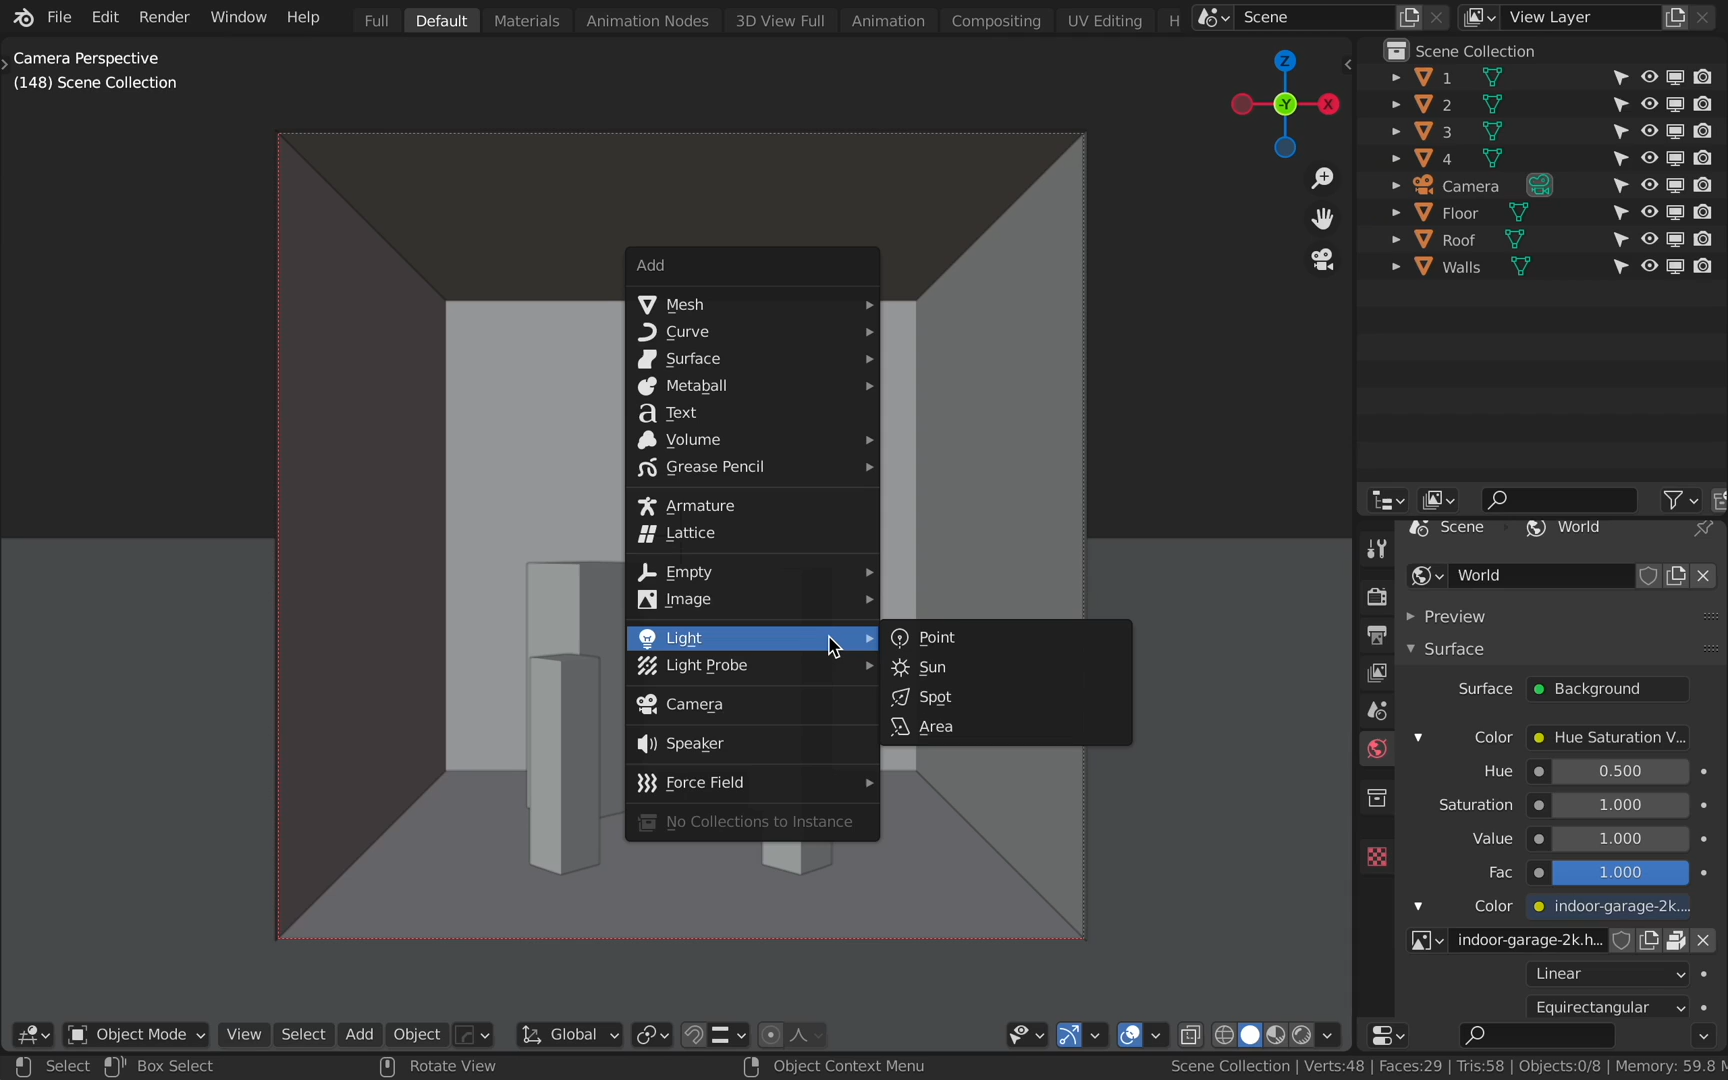 File Edit Render Window Help
Full Default Materials Animation Nodes 3D View Full Animation Compositing UV Editing H
Scene View Layer
Camera Perspective
(148) Scene Collection
Z
-Y X
Add
Mesh
Curve
Surface
Metaball
Text
Volume
Grease Pencil
Armature
Lattice
Empty
Image
Light
Light Probe
Camera
Speaker
Force Field
No Collections to Instance
Point
Sun
Spot
Area
Scene Collection
1
2
3
4
Camera
Floor
Roof
Walls
Scene World
World
Preview
Surface
Surface Background
Color Hue Saturation V...
Hue 0.500
Saturation 1.000
Value 1.000
Fac 1.000
Color indoor-garage-2k....
indoor-garage-2k.h...
Linear
Equirectangular
Object Mode View Select Add Object Global
Select Box Select Rotate View Object Context Menu Scene Collection | Verts:48 | Faces:29 | Tris:58 | Objects:0/8 | Memory: 59.8 M